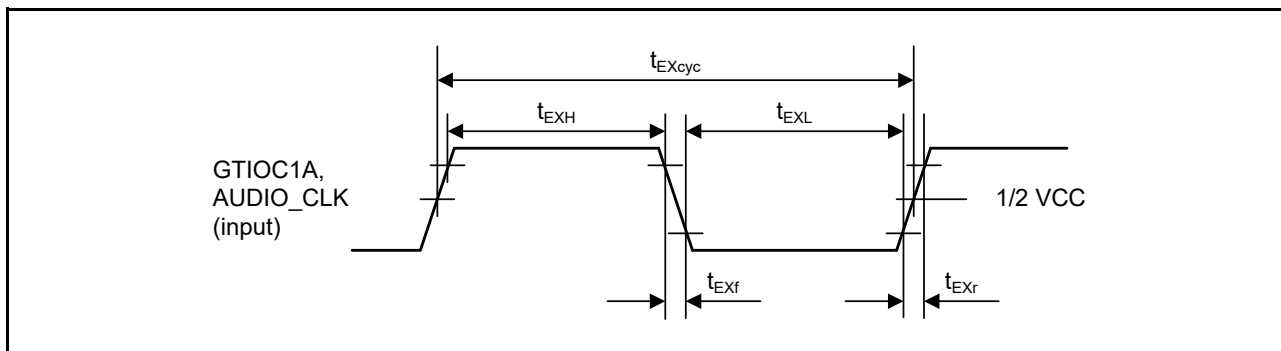 tEXcyc
tEXH
tEXL
GTIOC1A,
AUDIO_CLK
(input)
1/2 VCC
tEXf
tEXr